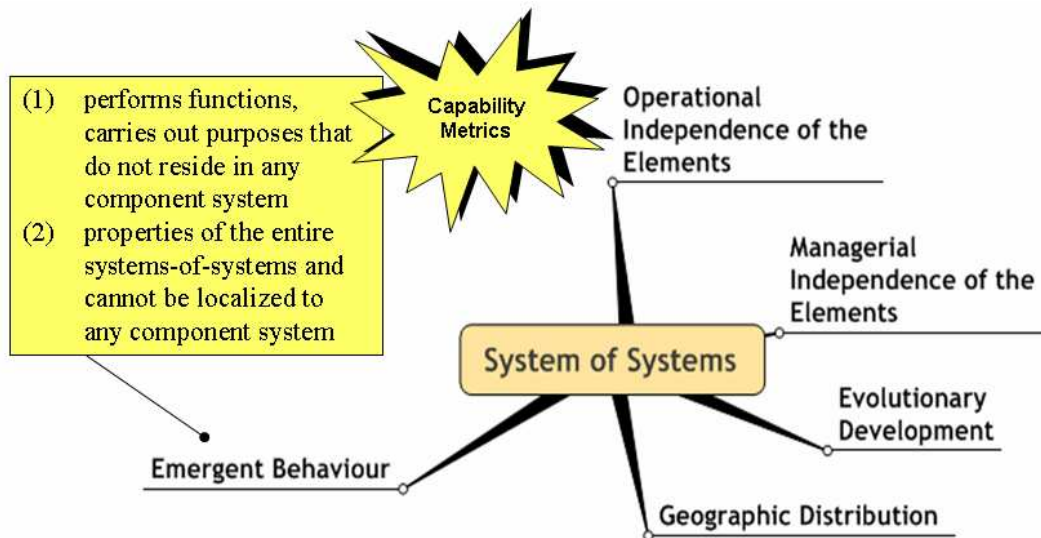 (1) performs functions,
carries out purposes that
do not reside in any
component system
(2) properties of the entire
systems-of-systems and
cannot be localized to
any component system
Capability
Metrics
Operational
Independence of the
Elements
Managerial
Independence of the
Elements
System of Systems
Evolutionary
Development
Emergent Behaviour
Geographic Distribution